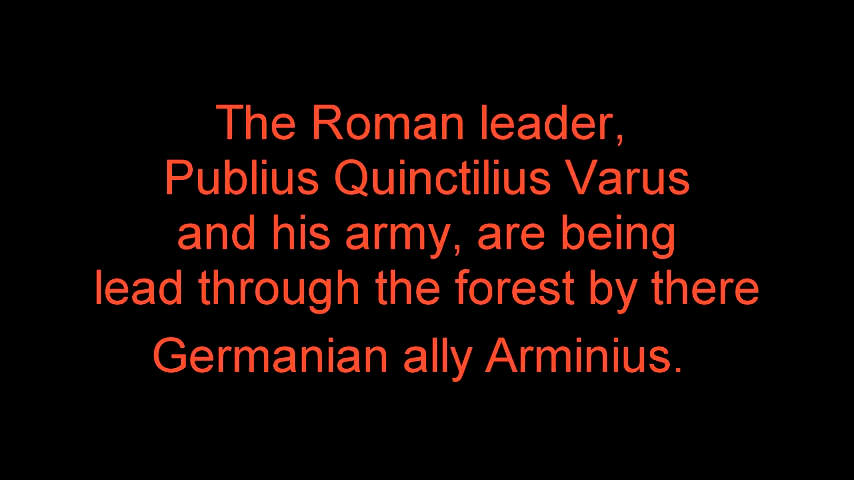 The Roman leader,
Publius Quinctilius Varus
and his army, are being
lead through the forest by there
Germanian ally Arminius.